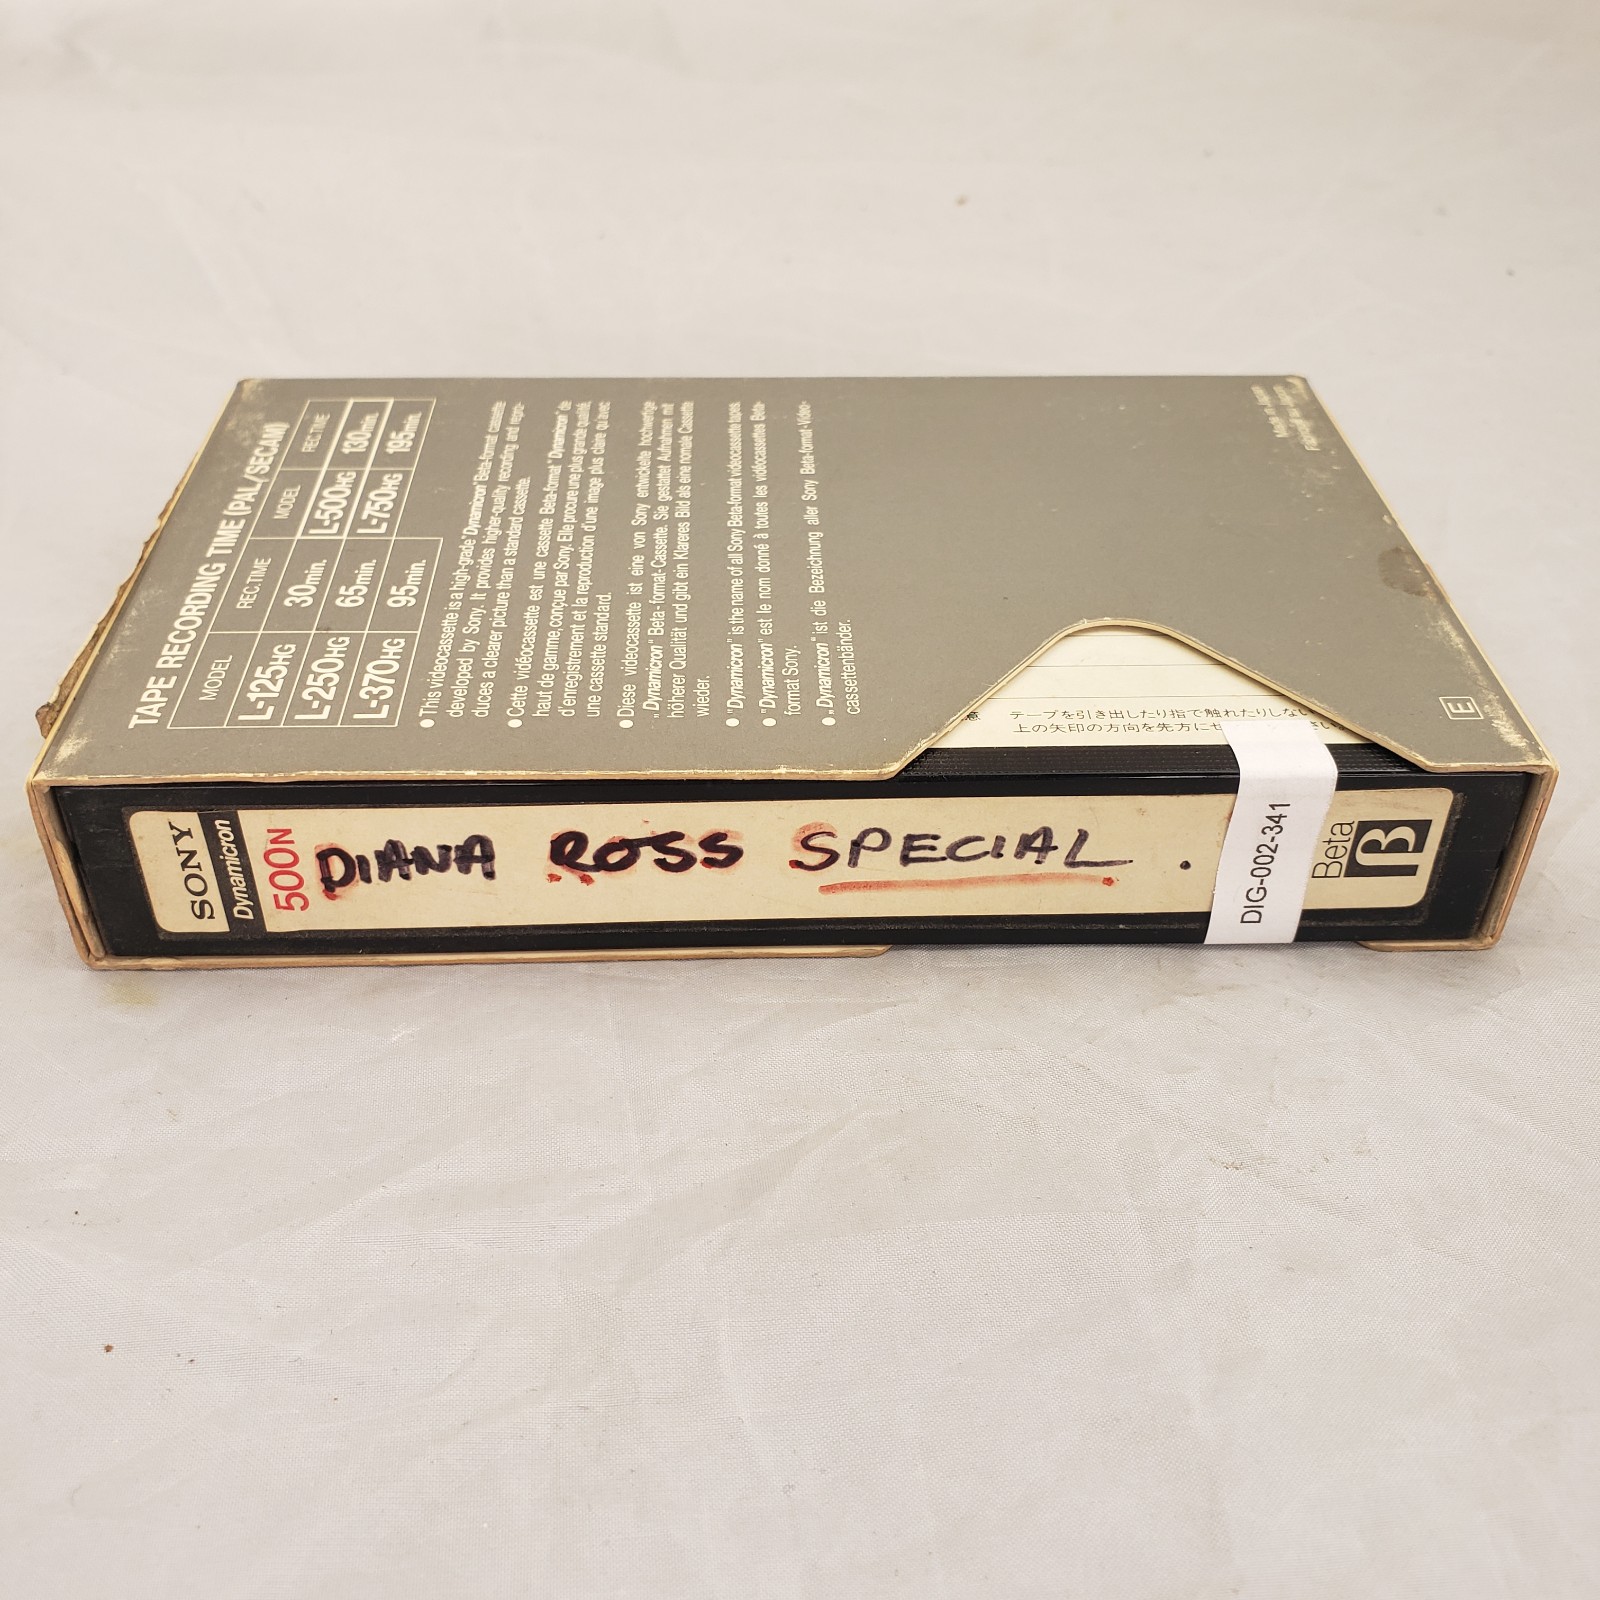 TAPE RECORDING TIME (PAL/SECAM)
MODEL REC.TIME MODEL REC.TIME
L-125HG 30min. L-500HG 130min.
L-250HG 65min. L-750HG 195min.
L-370HG 95min.
●This videocassette is a high-grade "Dynamicron" Beta-format cassette
developed by Sony. It provides higher-quality recording and repro-
duces a clearer picture than a standard cassette.
●Cette vidéocassette est une cassette Beta-format "Dynamicron" de
haut de gamme, conçue par Sony. Elle procure une plus grande qualité
d'enregistrement et la reproduction d'une image plus claire qu'avec
une cassette standard.
●Diese videocassette ist eine von Sony entwickelte hochwertige
„Dynamicron" Beta-format-Cassette. Sie gestattet Aufnahmen mit
höherer Qualität und gibt ein Klareres Bild als eine normale Cassette
wieder.
●"Dynamicron" is the name of all Sony Beta-format videocassette tapes.
●"Dynamicron" est le nom donné à toutes les vidéocassettes Beta-
format Sony.
●„Dynamicron" ist die Bezeichnung aller Sony Beta-format-Video-
cassettenbänder.
Made in Japan
E
テープを引き出したり指で触れたりしない
上の矢印の方向を先方にせ
SONY
Dynamicron
500N
DIANA ROSS SPECIAL.
DIG-002-341
Beta
β